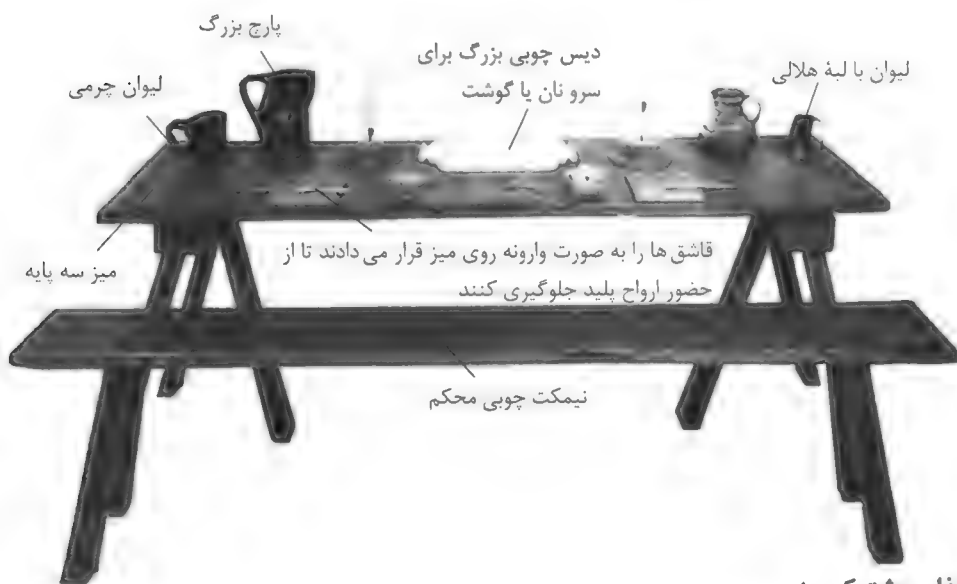 پارچ بزرگ
دیس چوبی بزرگ برای
سرو نان یا گوشت
لیوان با لبهٔ هلالی
لیوان چرمی
قاشق ها را به صورت وارونه روی میز قرار می دادند تا از
حضور ارواح پلید جلوگیری کنند
میز سه پایه
نیمکت چوبی محکم